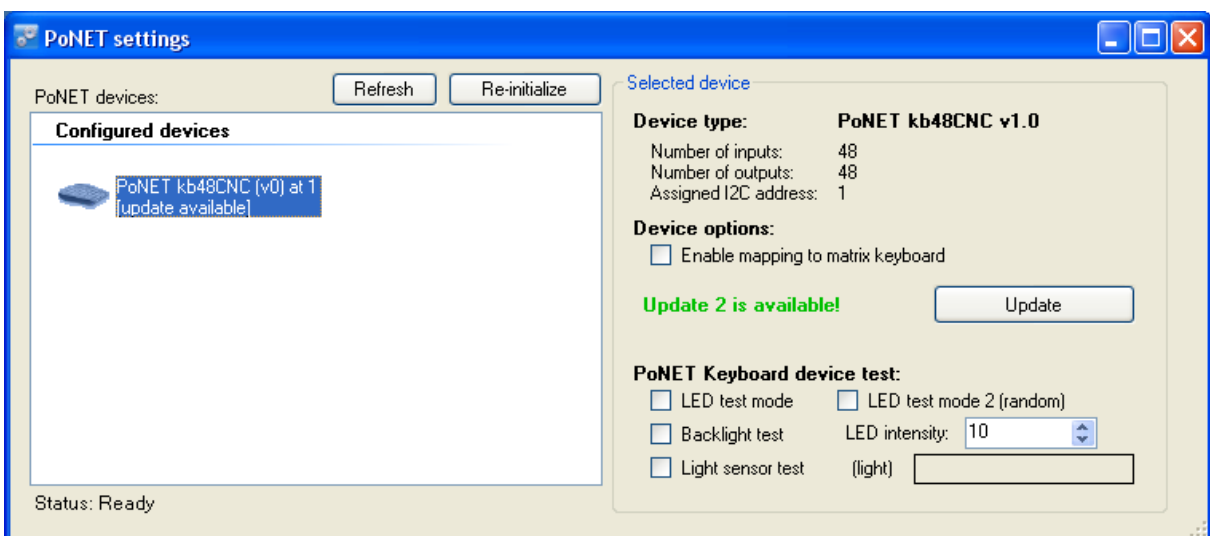 PoNET settings
PoNET devices:
Refresh
Re-initialize
Configured devices
PoNET kb48CNC (v0) at 1
[update available]
Status: Ready
Selected device
Device type: PoNET kb48CNC v1.0
Number of inputs: 48
Number of outputs: 48
Assigned I2C address: 1
Device options:
Enable mapping to matrix keyboard
Update 2 is available!
Update
PoNET Keyboard device test:
LED test mode
LED test mode 2 (random)
Backlight test
LED intensity: 10
Light sensor test
(light)